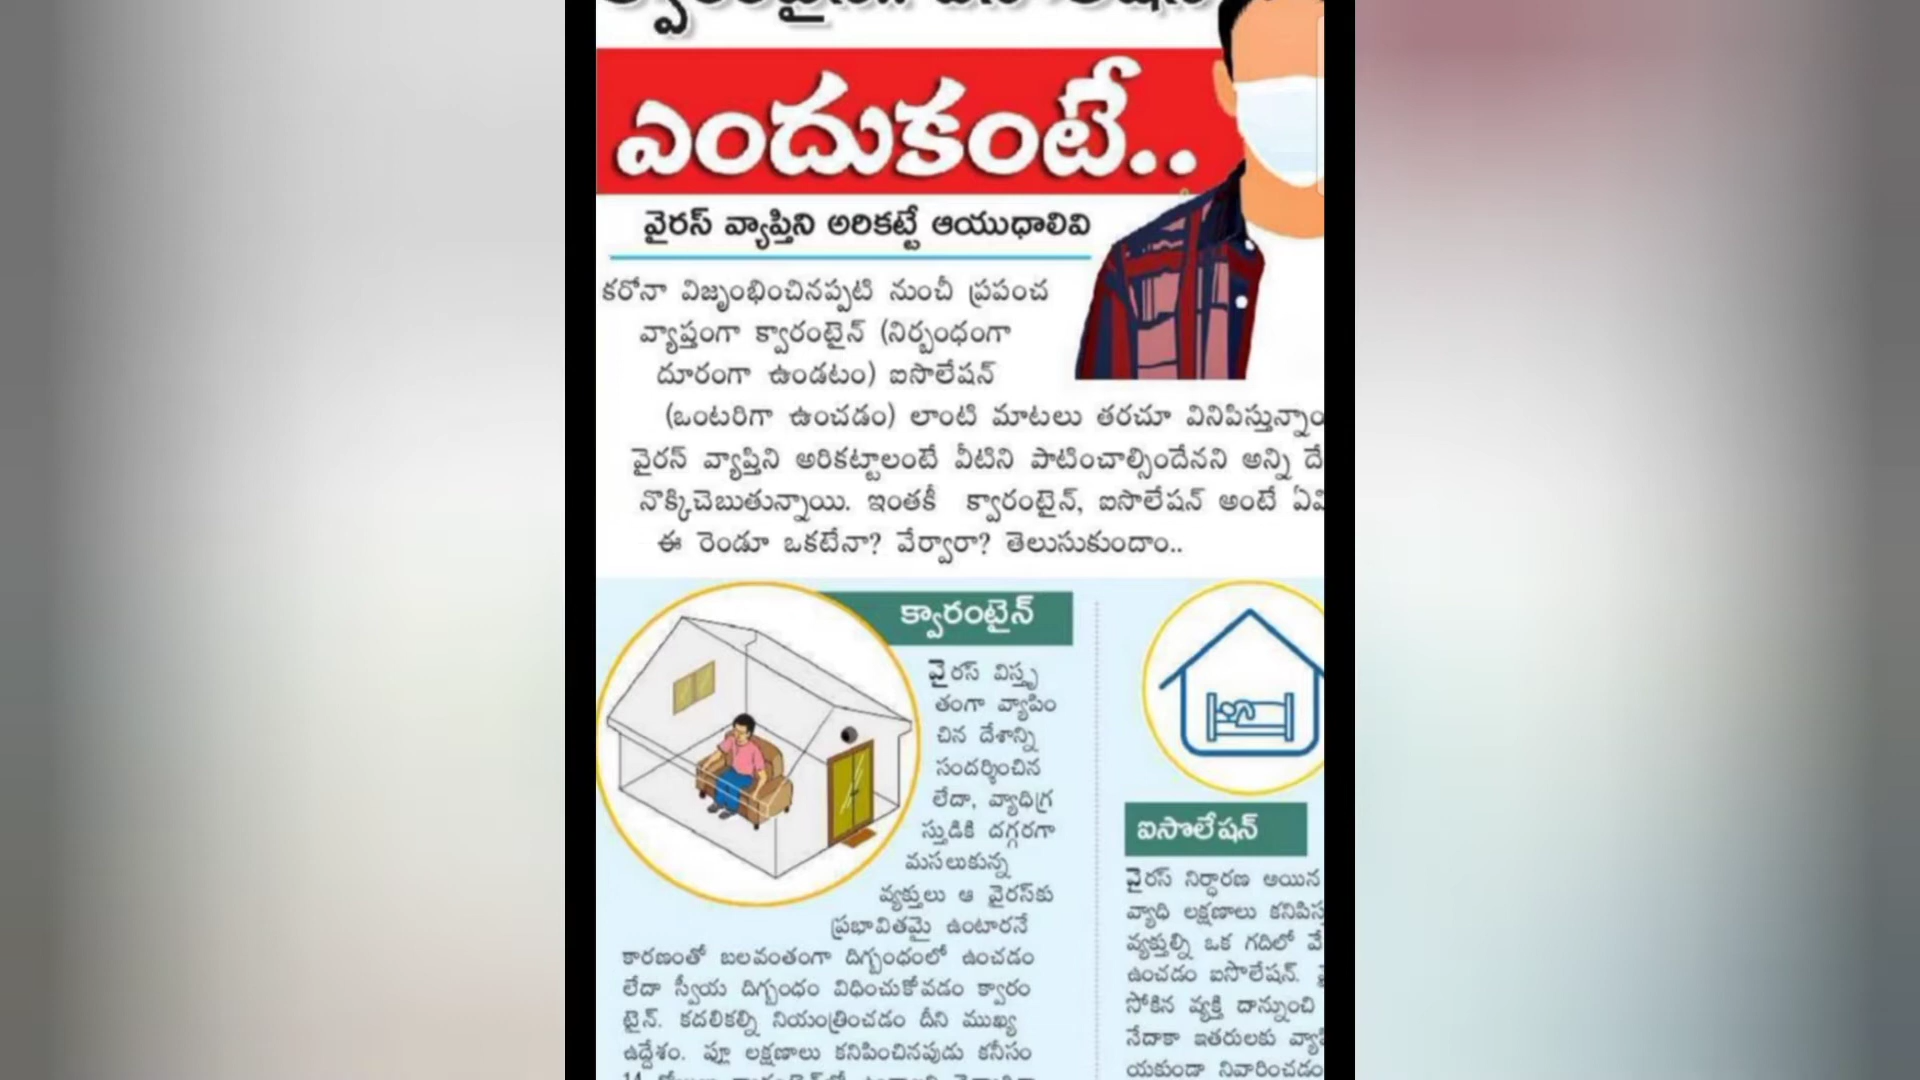 ఎందుకంటే..
వైరస్ వ్యాప్తిని అరికట్టే ఆయుధాలివి
కరోనా విజృంభించినప్పటి నుంచీ ప్రపంచ
వ్యాప్తంగా క్వారంటైన్ (నిర్బంధంగా
దూరంగా ఉండటం) ఐసొలేషన్
(ఒంటరిగా ఉంచడం) లాంటి మాటలు తరచూ
వైరస్ వ్యాప్తిని అరికట్టాలంటే వీటిని పాటించాల్సిందేనని అన్ని
నొక్కిచెబుతున్నాయి. ఇంతకీ క్వారంటైన్, ఐసొలేషన్ అంటే
ఈ రెండూ ఒకటేనా? వేర్వారా? తెలుసుకుందాం..
క్వారంటైన్
వైరస్ విస్తృ
తంగా వ్యాపిం
చిన దేశాన్ని
సందర్శించిన
లేదా, వ్యాధిగ్ర
స్తుడికి దగ్గరగా
మసలుకున్న
వ్యక్తులు ఆ వైరస్‌కు
ప్రభావితమై ఉంటారనే
కారణంతో బలవంతంగా దిగ్బంధంలో ఉంచడం
లేదా స్వీయ దిగ్బంధం విధించుకోవడం క్వారం
టైన్. కదలికల్ని నియంత్రించడం దీని ముఖ్య
ఉద్దేశం. ఫ్లూ లక్షణాలు కనిపించినపుడు కనీసం
ఐసొలేషన్
వైరస్ నిర్ధారణ అయిన
వ్యాధి లక్షణాలు
వ్యక్తుల్ని ఒక గదిలో
ఉంచడం ఐసొలేషన్.
సోకిన వ్యక్తి దాన్నుంచి
నేదాకా ఇతరులకు
యకుండా నివారించడం